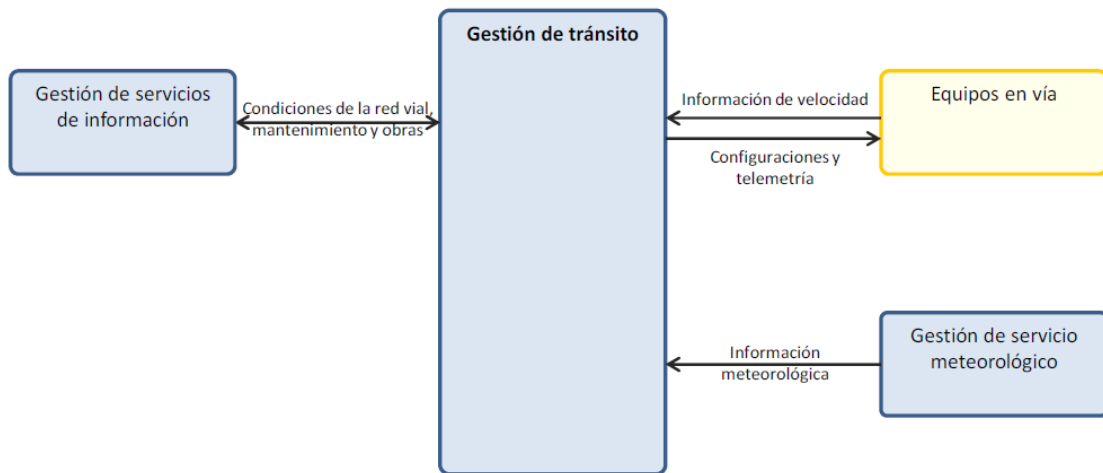 Gestión de tránsito
Gestión de servicios
de información
Condiciones de la red vial,
mantenimiento y obras
Información de velocidad
Configuraciones y
telemetría
Equipos en vía
Información
meteorológica
Gestión de servicio
meteorológico